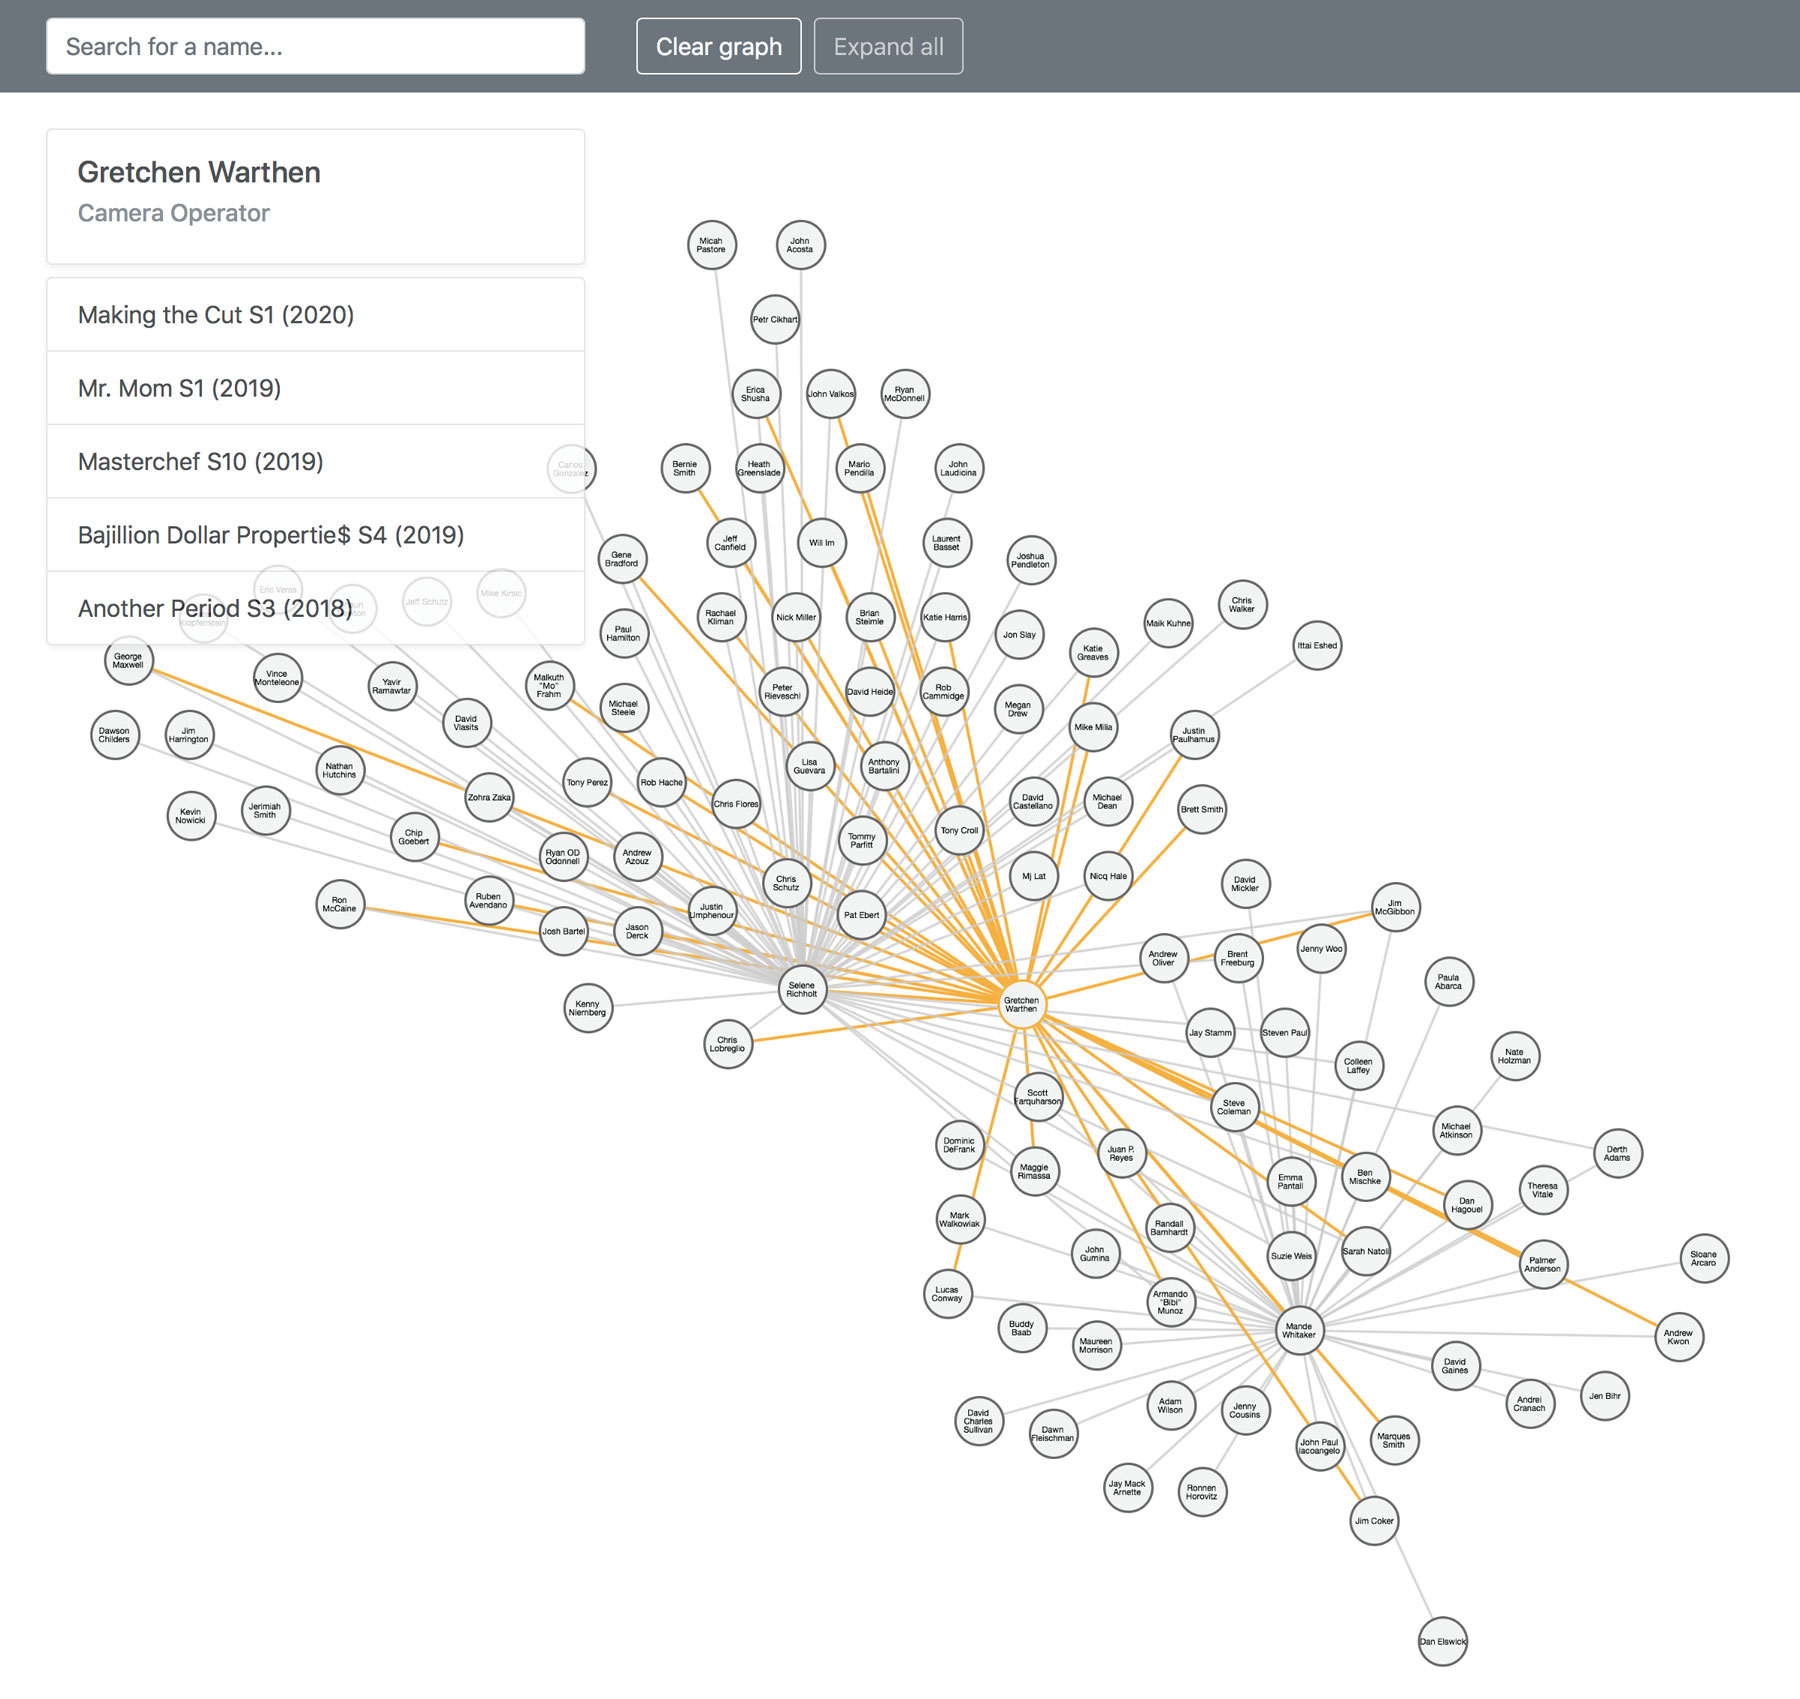 Search for a name...
Clear graph
Expand all
Gretchen Warthen
Camera Operator
Making the Cut S1 (2020)
Mr. Mom S1 (2019)
Masterchef S10 (2019)
Bajillion Dollar Propertie$ S4 (2019)
Another Period S3 (2018)
Micah
Pastore
John
Acosta
Petr Cikhart
Erica
Shusha
John Valkos
Ryan
McDonnell
Carlos
Gonzalez
Bernie
Smith
Heath
Greenslade
Mario
Pendilla
John
Laudicina
Gene
Bradford
Jeff
Canfield
Will Im
Laurent
Basset
Joshua
Pendleton
Eric Veras
Jeff Schutz
Mike Kirsic
Klopfenstein
Rachael
Kliman
Nick Miller
Brian
Steimle
Katie Harris
Chris
Walker
Paul
Hamilton
Jon Slay
Maik Kuhne
Ittai Eshed
George
Maxwell
Katie
Greaves
Vince
Monteleone
Yavir
Ramawtar
Malkuth
"Mo"
Frahm
Peter
Rieveschl
David Heide
Rob
Cammidge
Michael
Steele
Megan
Drew
David
Vlasits
Mike Milia
Justin
Paulhamus
Dawson
Childers
Jim
Harrington
Nathan
Hutchins
Tony Perez
Rob Hache
Lisa
Guevara
Anthony
Bartalini
Zohra Zaka
Chris Flores
David
Castellano
Michael
Dean
Brett Smith
Kevin
Nowicki
Jerimiah
Smith
Chip
Goebert
Tommy
Parfitt
Tony Croll
Ryan OD
Odonnell
Andrew
Azouz
Chris
Schutz
Mj Lat
Nicq Hale
David
Mickler
Ron
McCaine
Ruben
Avendano
Justin
Umphenour
Pat Ebert
Jim
McGibbon
Josh Bartel
Jason
Derck
Andrew
Oliver
Brent
Freeburg
Jenny Woo
Selene
Richholt
Gretchen
Warthen
Paula
Abarca
Kenny
Niernberg
Chris
Lobreglio
Jay Stamm
Steven Paul
Colleen
Laffey
Nate
Holzman
Scott
Farquharson
Steve
Coleman
Michael
Atkinson
Dominic
DeFrank
Maggie
Rimassa
Juan P.
Reyes
Derth
Adams
Emma
Pantall
Ben
Mischke
Theresa
Vitale
Dan
Hagouel
Mark
Walkowiak
Randall
Barnhardt
John
Gumina
Suzie Weis
Sarah Natoli
Palmer
Anderson
Sloane
Arcaro
Lucas
Conway
Armando
"Bibi"
Munoz
Buddy
Baab
Maureen
Morrison
Mande
Whitaker
Andrew
Kwon
David
Gaines
Jen Bihr
Andrei
Cranach
David
Charles
Sullivan
Dawn
Fleischman
Adam
Wilson
Jenny
Cousins
John Paul
Iacoangelo
Marques
Smith
Jay Mack
Arnette
Ronnen
Horovitz
Jim Coker
Dan Elswick